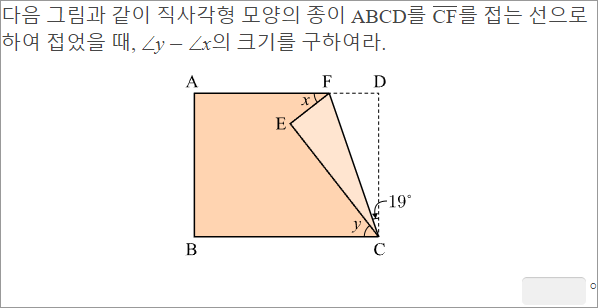 다음 그림과 같이 직사각형 모양의 종이 ABCD를 CF를 접는 선으로
하여 접었을 때, ∠y − ∠x의 크기를 구하여라.
A F D
x
E
19°
y
B C
°